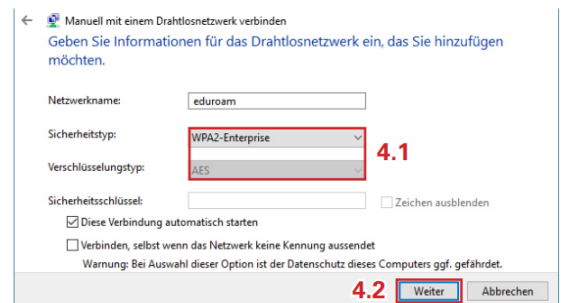 Manuell mit einem Drahtlosnetzwerk verbinden
Geben Sie Informationen für das Drahtlosnetzwerk ein, das Sie hinzufügen
möchten.
Netzwerkname: eduroam
Sicherheitstyp: WPA2-Enterprise
4.1
Verschlüsselungstyp: AES
Sicherheitsschlüssel: Zeichen ausblenden
Diese Verbindung automatisch starten
Verbinden, selbst wenn das Netzwerk keine Kennung aussendet
Warnung: Bei Auswahl dieser Option ist der Datenschutz dieses Computers ggf. gefährdet.
4.2 Weiter Abbrechen